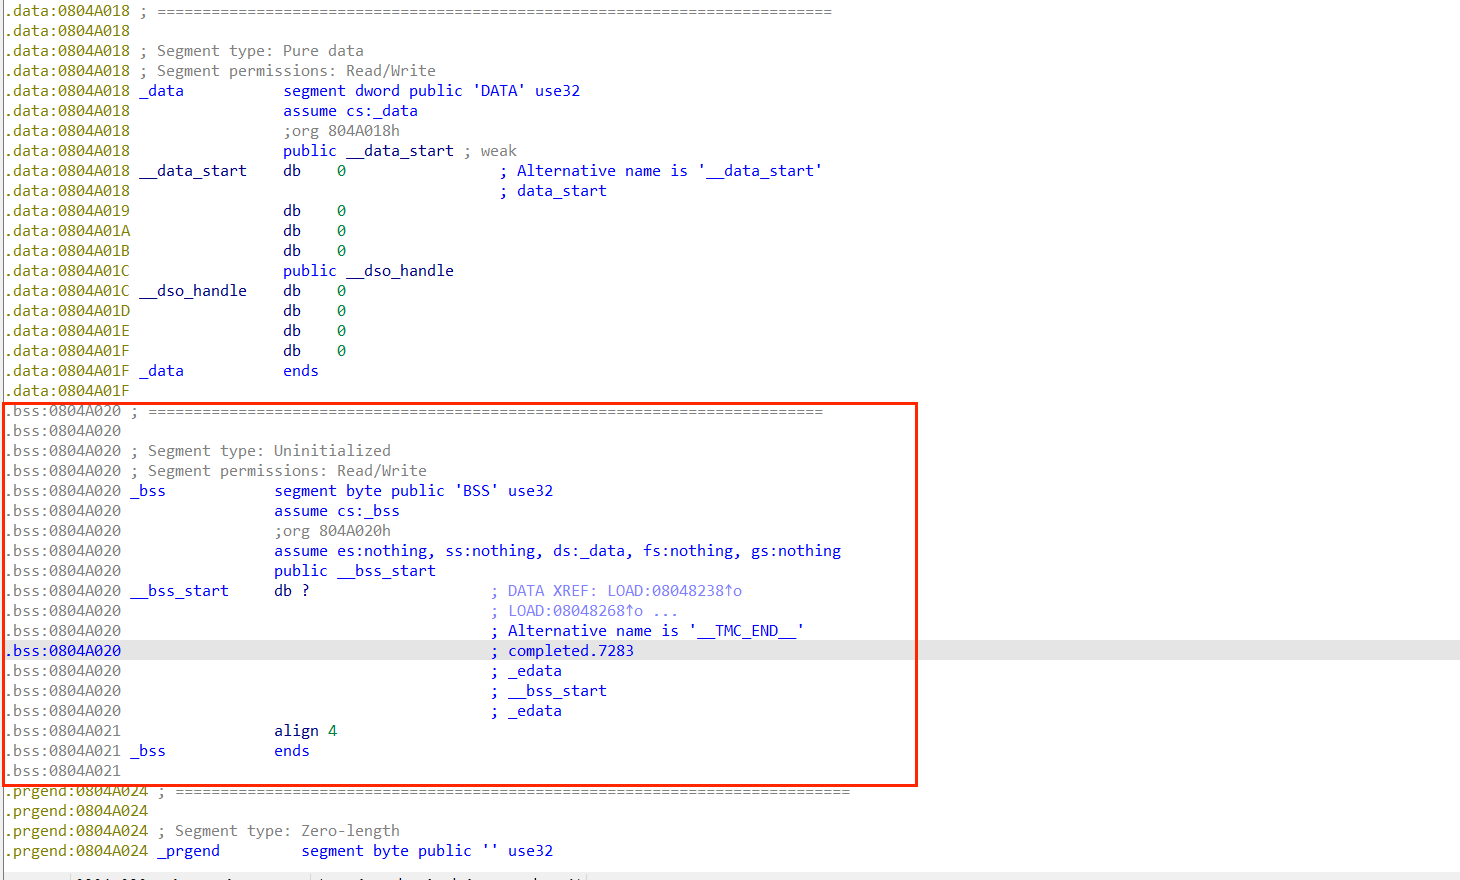 .data:0804A018 ; ===========================================================================
.data:0804A018
.data:0804A018 ; Segment type: Pure data
.data:0804A018 ; Segment permissions: Read/Write
.data:0804A018 _data segment dword public 'DATA' use32
.data:0804A018 assume cs:_data
.data:0804A018 ;org 804A018h
.data:0804A018 public __data_start ; weak
.data:0804A018 __data_start db 0 ; Alternative name is '__data_start'
.data:0804A018 ; data_start
.data:0804A019 db 0
.data:0804A01A db 0
.data:0804A01B db 0
.data:0804A01C public __dso_handle
.data:0804A01C __dso_handle db 0
.data:0804A01D db 0
.data:0804A01E db 0
.data:0804A01F db 0
.data:0804A01F _data ends
.data:0804A01F
.bss:0804A020 ; ===========================================================================
.bss:0804A020
.bss:0804A020 ; Segment type: Uninitialized
.bss:0804A020 ; Segment permissions: Read/Write
.bss:0804A020 _bss segment byte public 'BSS' use32
.bss:0804A020 assume cs:_bss
.bss:0804A020 ;org 804A020h
.bss:0804A020 assume es:nothing, ss:nothing, ds:_data, fs:nothing, gs:nothing
.bss:0804A020 public __bss_start
.bss:0804A020 __bss_start db ? ; DATA XREF: LOAD:08048238↑o
.bss:0804A020 ; LOAD:08048268↑o ...
.bss:0804A020 ; Alternative name is '__TMC_END__'
.bss:0804A020 ; completed.7283
.bss:0804A020 ; _edata
.bss:0804A020 ; __bss_start
.bss:0804A020 ; _edata
.bss:0804A021 align 4
.bss:0804A021 _bss ends
.bss:0804A021
.prgend:0804A024 ; ===========================================================================
.prgend:0804A024
.prgend:0804A024 ; Segment type: Zero-length
.prgend:0804A024 _prgend segment byte public '' use32